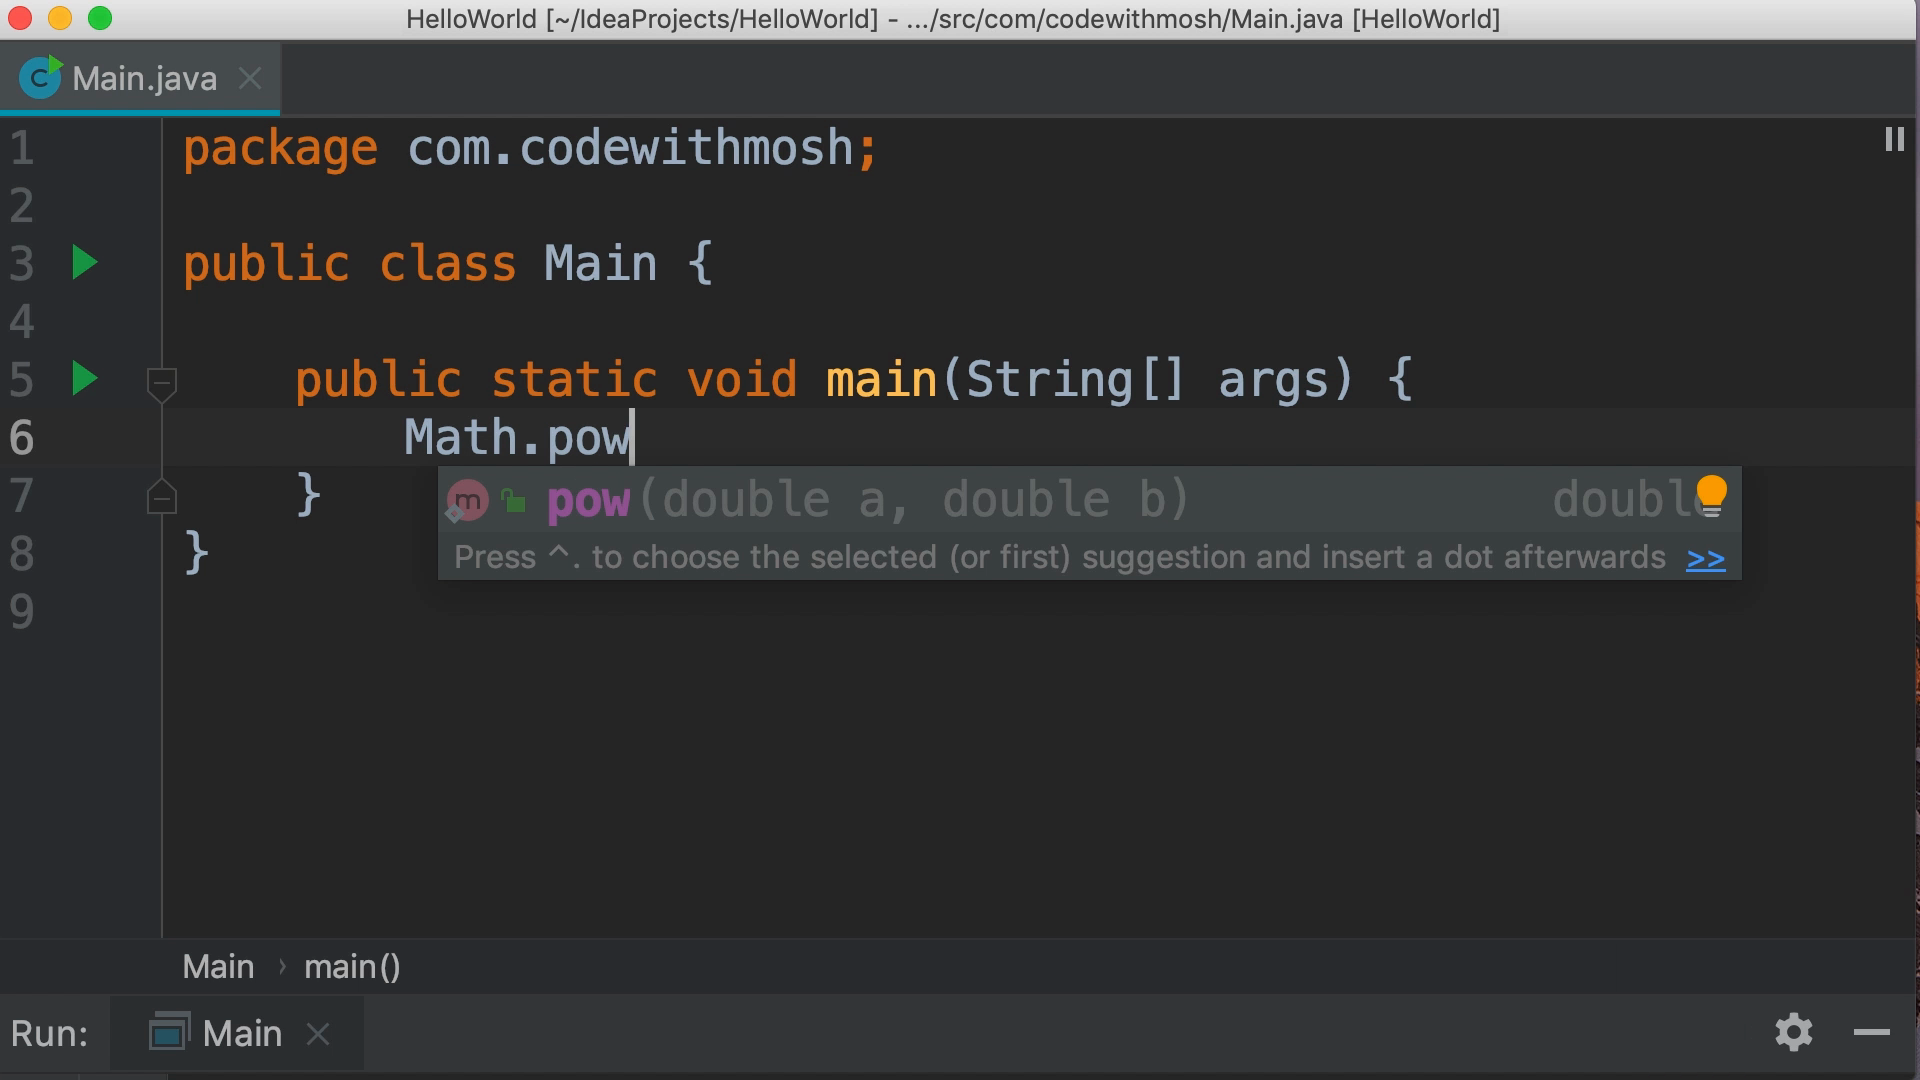 HelloWorld [~/IdeaProjects/HelloWorld] - .../src/com/codewithmosh/Main.java [HelloWorld]
C Main.java
1 package com.codewithmosh;
2
3 public class Main {
4
5 public static void main(String[] args) {
6 Math.pow
m pow(double a, double b) double
7 }
Press ^. to choose the selected (or first) suggestion and insert a dot afterwards >>
8 }
9
Main › main()
Run: Main